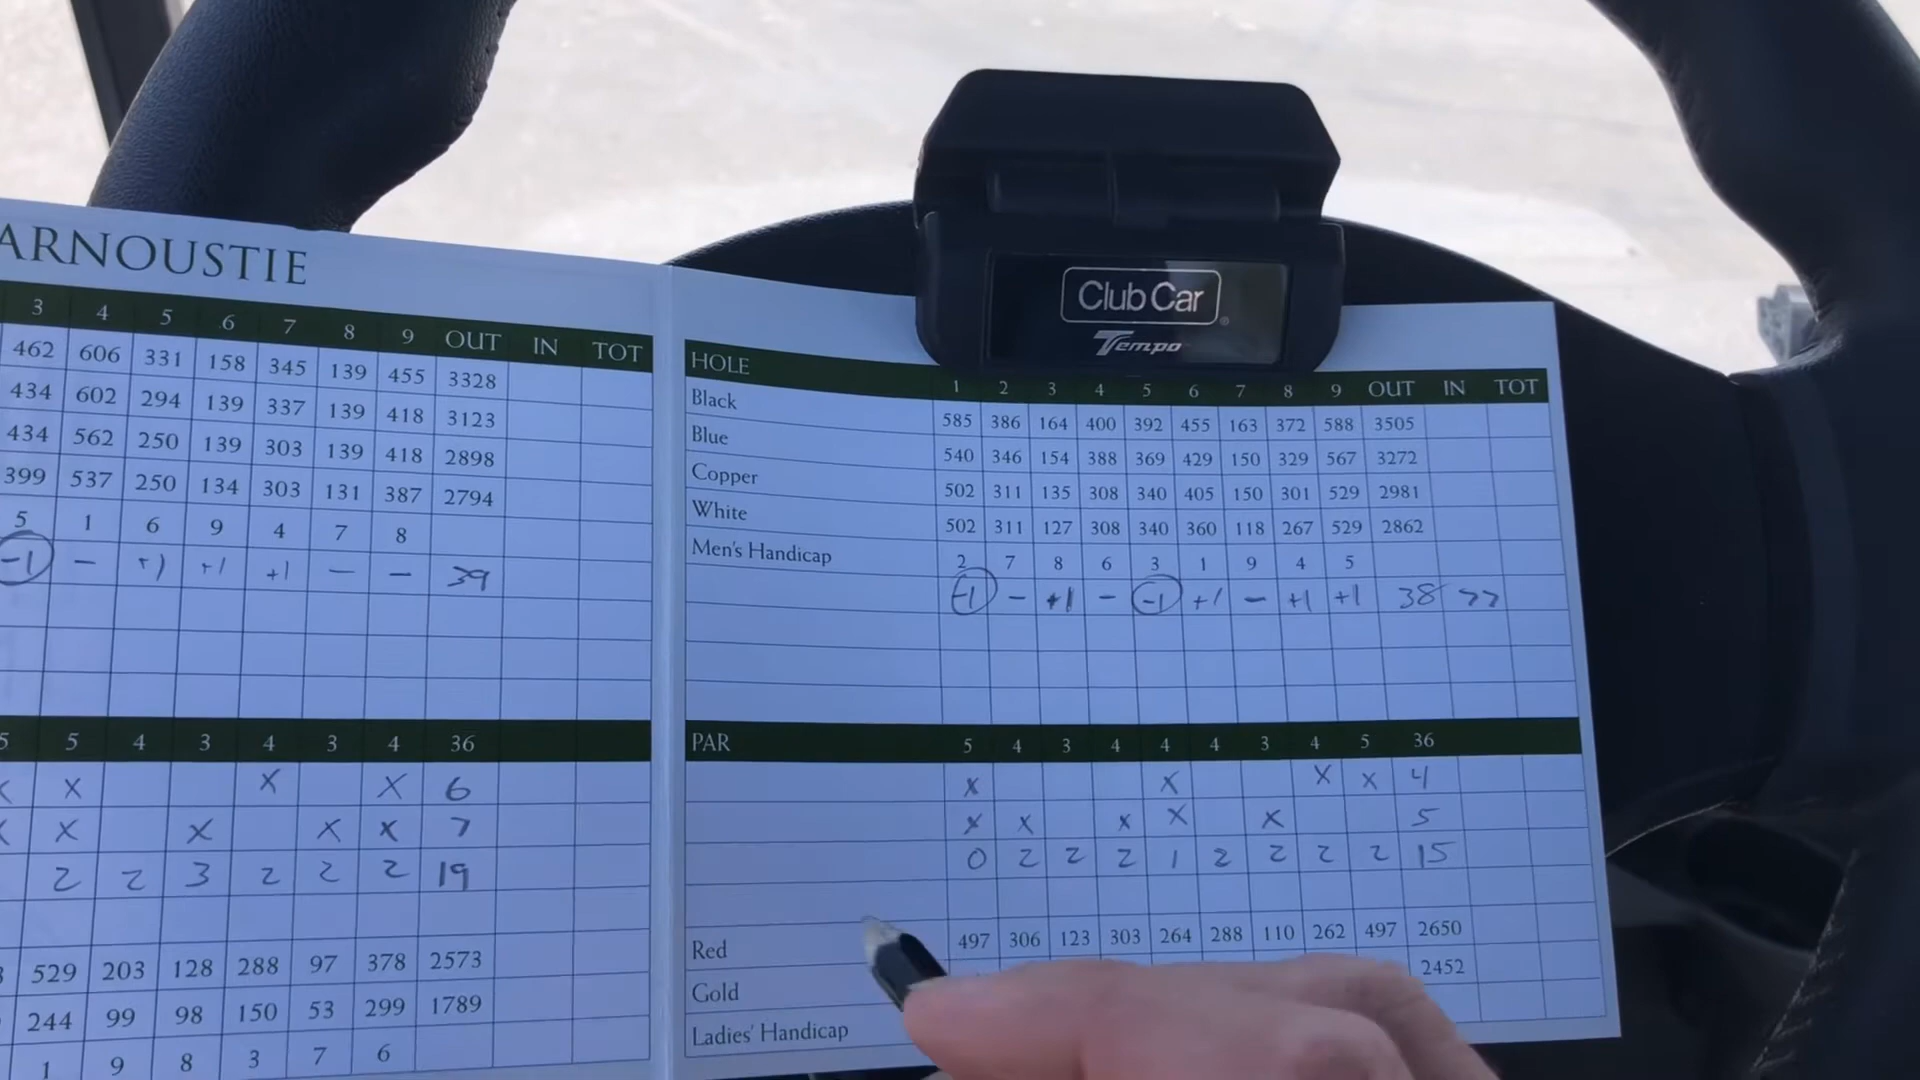 Club Car
Tempo
ARNOUSTIE
3 4 5 6 7 8 9 OUT IN TOT
462 606 331 158 345 139 455 3328
434 602 294 139 337 139 418 3123
434 562 250 139 303 139 418 2898
399 537 250 134 303 131 387 2794
5 1 6 9 4 7 8
-1 - +1 +1 +1 - - 39
5 5 4 3 4 3 4 36
X X X X 6
X X X X X 7
2 2 3 2 2 2 19
529 203 128 288 97 378 2573
244 99 98 150 53 299 1789
1 9 8 3 7 6
HOLE 1 2 3 4 5 6 7 8 9 OUT IN TOT
Black 585 386 164 400 392 455 163 372 588 3505
Blue 540 346 154 388 369 429 150 329 567 3272
Copper 502 311 135 308 340 405 150 301 529 2981
White 502 311 127 308 340 360 118 267 529 2862
Men's Handicap 2 7 8 6 3 1 9 4 5
-1 - +1 - -1 +1 - +1 +1 38 77
PAR 5 4 3 4 4 4 3 4 5 36
X X X X 4
X X X X X 5
0 2 2 2 1 2 2 2 2 15
Red 497 306 123 303 264 288 110 262 497 2650
Gold 2452
Ladies' Handicap